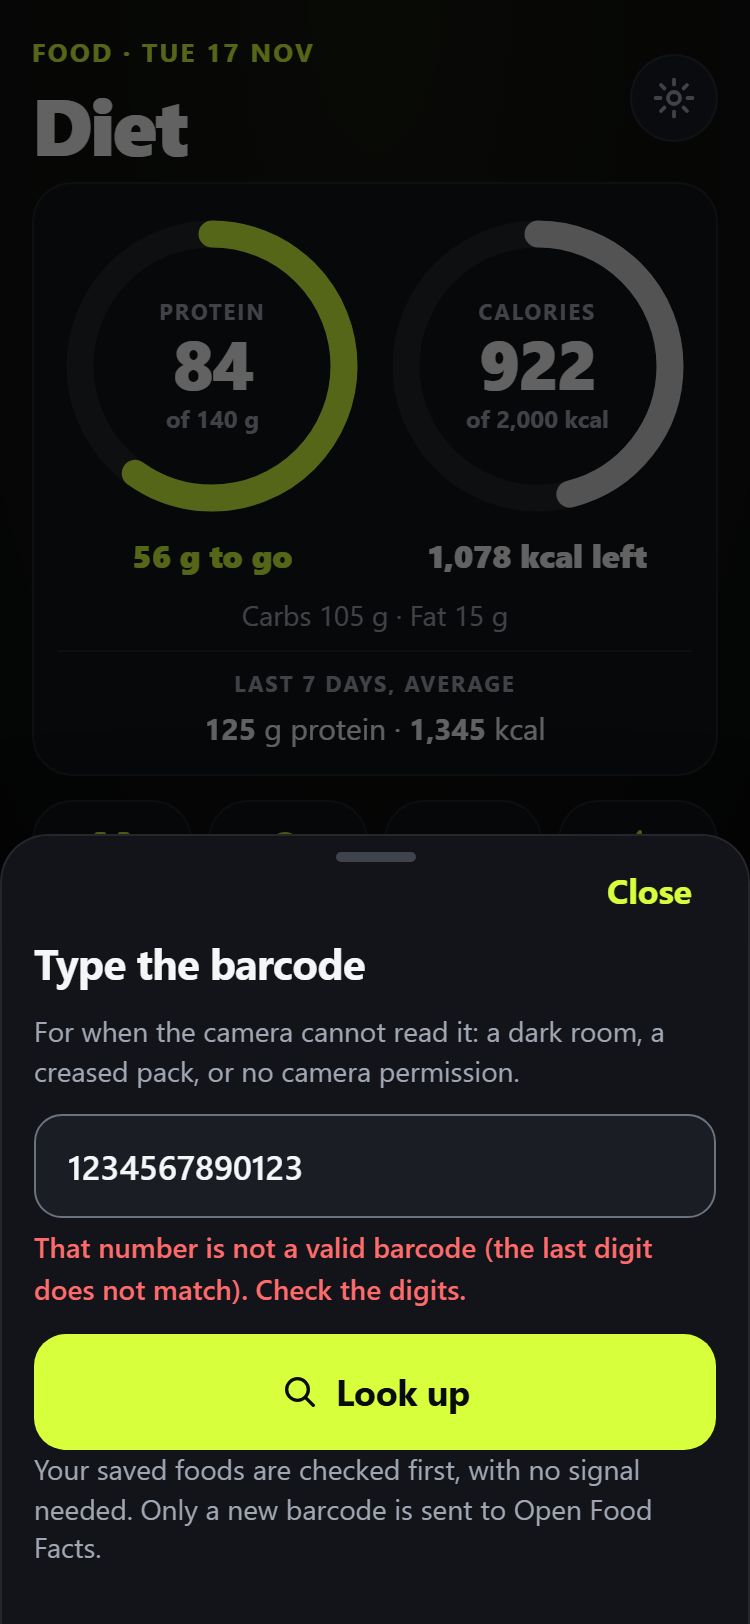 FOOD · TUE 17 NOV
Diet
PROTEIN
84
of 140 g
56 g to go
CALORIES
922
of 2,000 kcal
1,078 kcal left
Carbs 105 g · Fat 15 g
LAST 7 DAYS, AVERAGE
125 g protein · 1,345 kcal
Close
Type the barcode
For when the camera cannot read it: a dark room, a
creased pack, or no camera permission.
1234567890123
That number is not a valid barcode (the last digit
does not match). Check the digits.
Look up
Your saved foods are checked first, with no signal
needed. Only a new barcode is sent to Open Food
Facts.